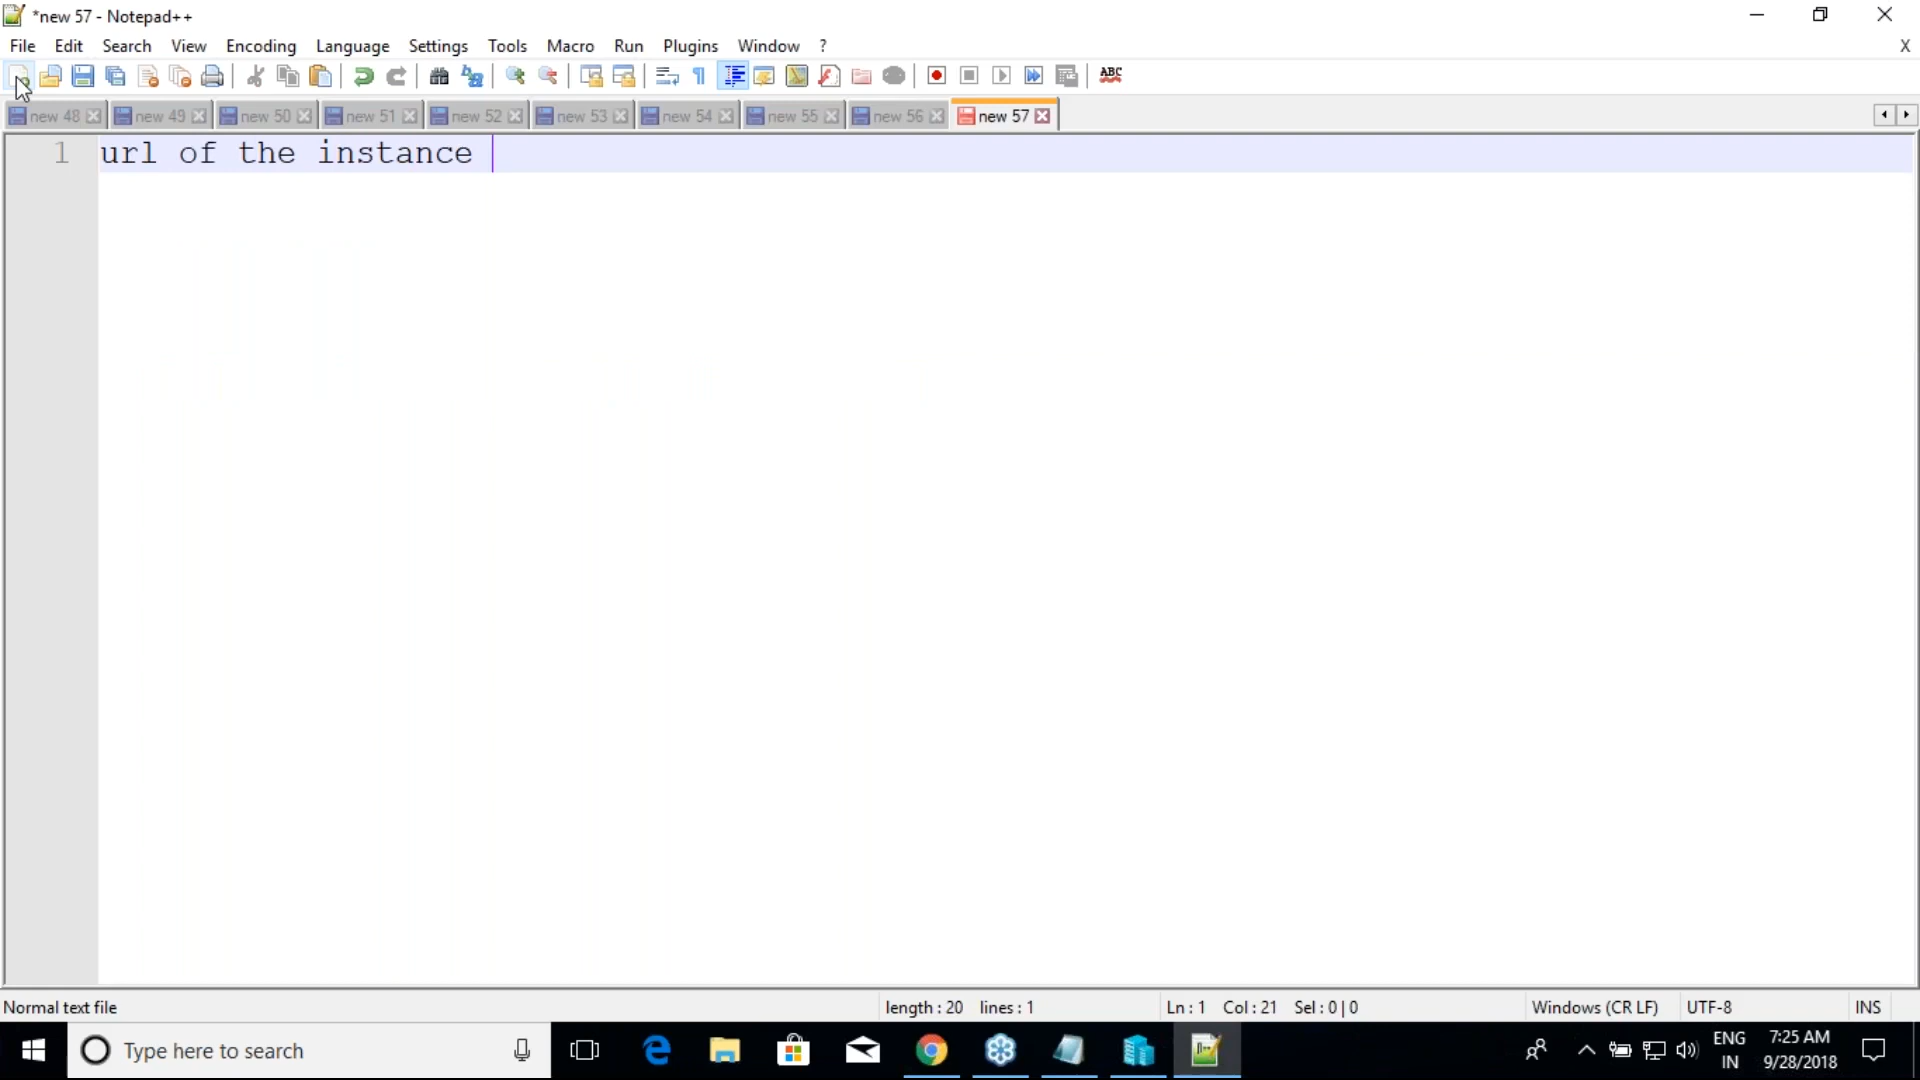 *new 57 - Notepad++
File Edit Search View Encoding Language Settings Tools Macro Run Plugins Window ? X
ABC
new 48 new 49 new 50 new 51 new 52 new 53 new 54 new 55 new 56 new 57
1 url of the instance
Normal text file length : 20 lines : 1 Ln : 1 Col : 21 Sel : 0 | 0 Windows (CR LF) UTF-8 INS
Type here to search
ENG 7:25 AM
IN 9/28/2018